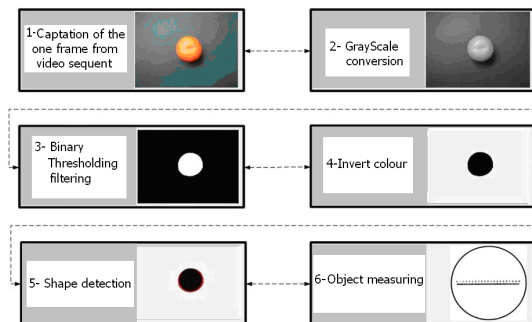 1-Captation of the
one frame from
video sequent
2- GrayScale
conversion
3- Binary
Thresholding
filtering
4-Invert colour
5- Shape detection
6-Object measuring